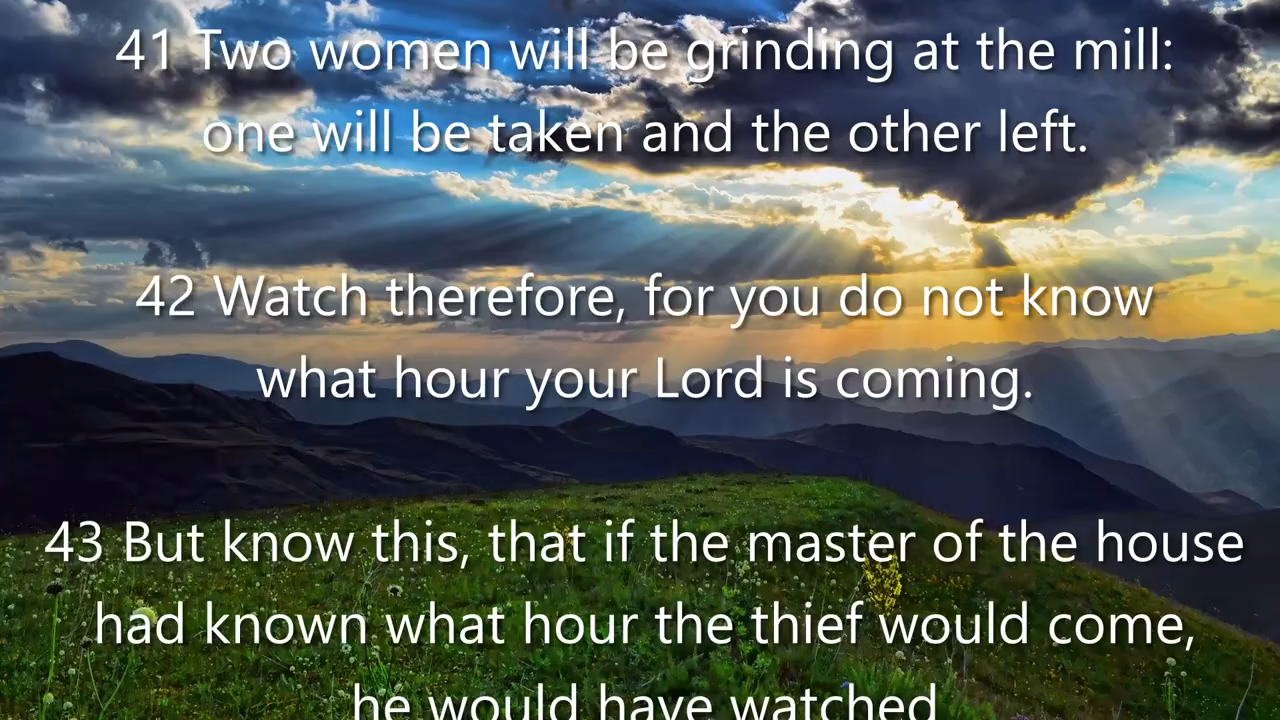 41 Two women will be grinding at the mill:
one will be taken and the other left.
42 Watch therefore, for you do not know
what hour your Lord is coming.
43 But know this, that if the master of the house
had known what hour the thief would come,
he would have watched